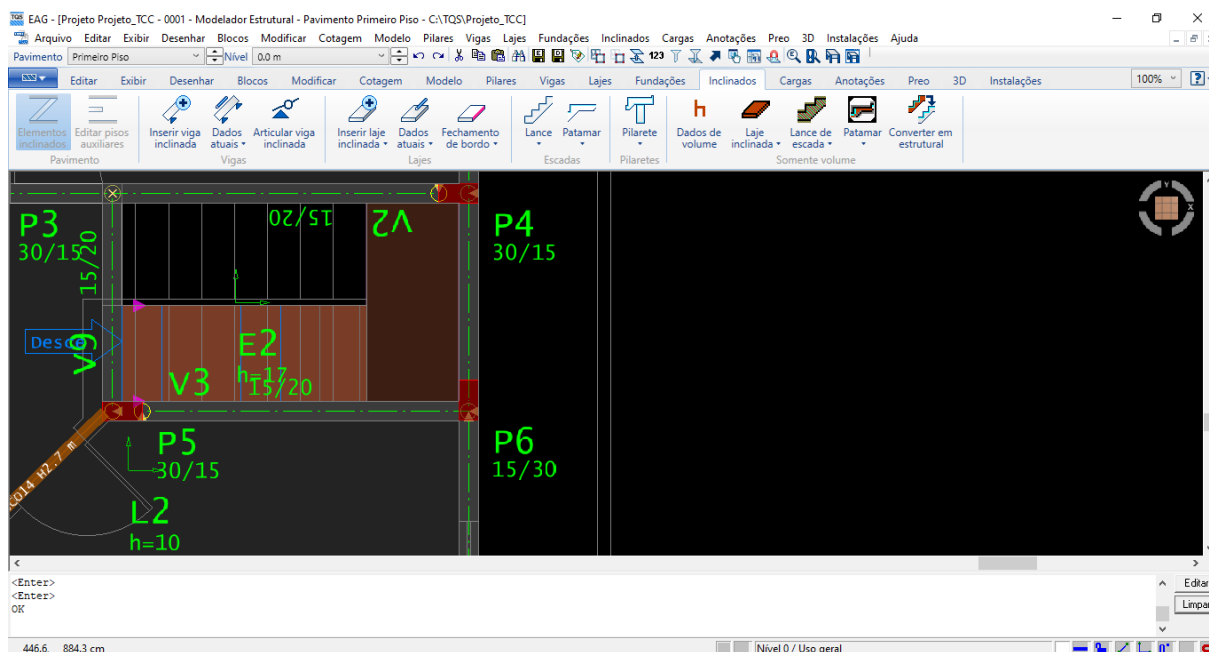 TQS EAG - [Projeto Projeto_TCC - 0001 - Modelador Estrutural - Pavimento Primeiro Piso - C:\TQS\Projeto_TCC]
Arquivo Editar Exibir Desenhar Blocos Modificar Cotagem Modelo Pilares Vigas Lajes Fundações Inclinados Cargas Anotações Preo 3D Instalações Ajuda
Pavimento Primeiro Piso Nível 0.0 m 123
Editar Exibir Desenhar Blocos Modificar Cotagem Modelo Pilares Vigas Lajes Fundações Inclinados Cargas Anotações Preo 3D Instalações 100% ?
Elementos Editar pisos Inserir viga Dados Articular viga Inserir laje Dados Fechamento Lance Patamar Pilarete Dados de Laje Lance de Patamar Converter em
inclinados auxiliares inclinada atuais inclinada inclinada atuais de bordo volume inclinada escada estrutural
Pavimento Vigas Lajes Escadas Pilaretes Somente volume
P3
30/15
15/20
15/20
V2
P4
30/15
Y
X
Desce
V9
E2
h=17
V3
15/20
P5
30/15
P6
15/30
H2.7 m
L2
h=10
<Enter>
<Enter>
OK
Editar
Limpar
446.6, 884.3 cm
Nível 0 / Uso geral